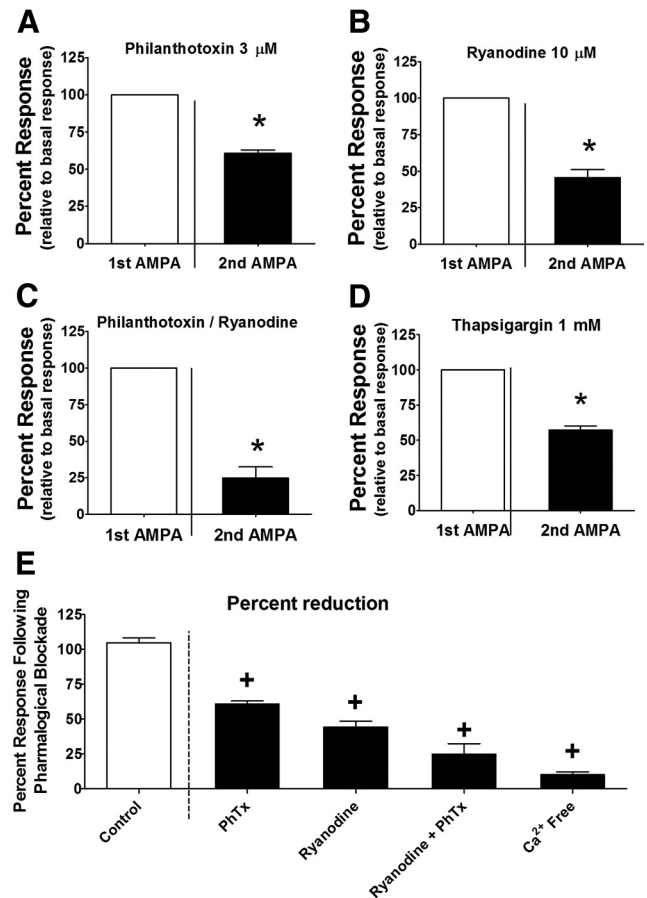 A
Philanthotoxin 3 µM
Percent Response
(relative to basal response)
125
100
75
50
25
0
*
1st AMPA
2nd AMPA
B
Ryanodine 10 µM
Percent Response
(relative to basal response)
125
100
75
50
25
0
*
1st AMPA
2nd AMPA
C
Philanthotoxin / Ryanodine
Percent Response
(relative to basal response)
125
100
75
50
25
0
*
1st AMPA
2nd AMPA
D
Thapsigargin 1 mM
Percent Response
(relative to basal response)
125
100
75
50
25
0
*
1st AMPA
2nd AMPA
E
Percent reduction
Percent Response Following
Pharmalogical Blockade
125
100
75
50
25
0
+
+
+
+
Control
PhTx
Ryanodine
Ryanodine + PhTx
Ca²⁺ Free